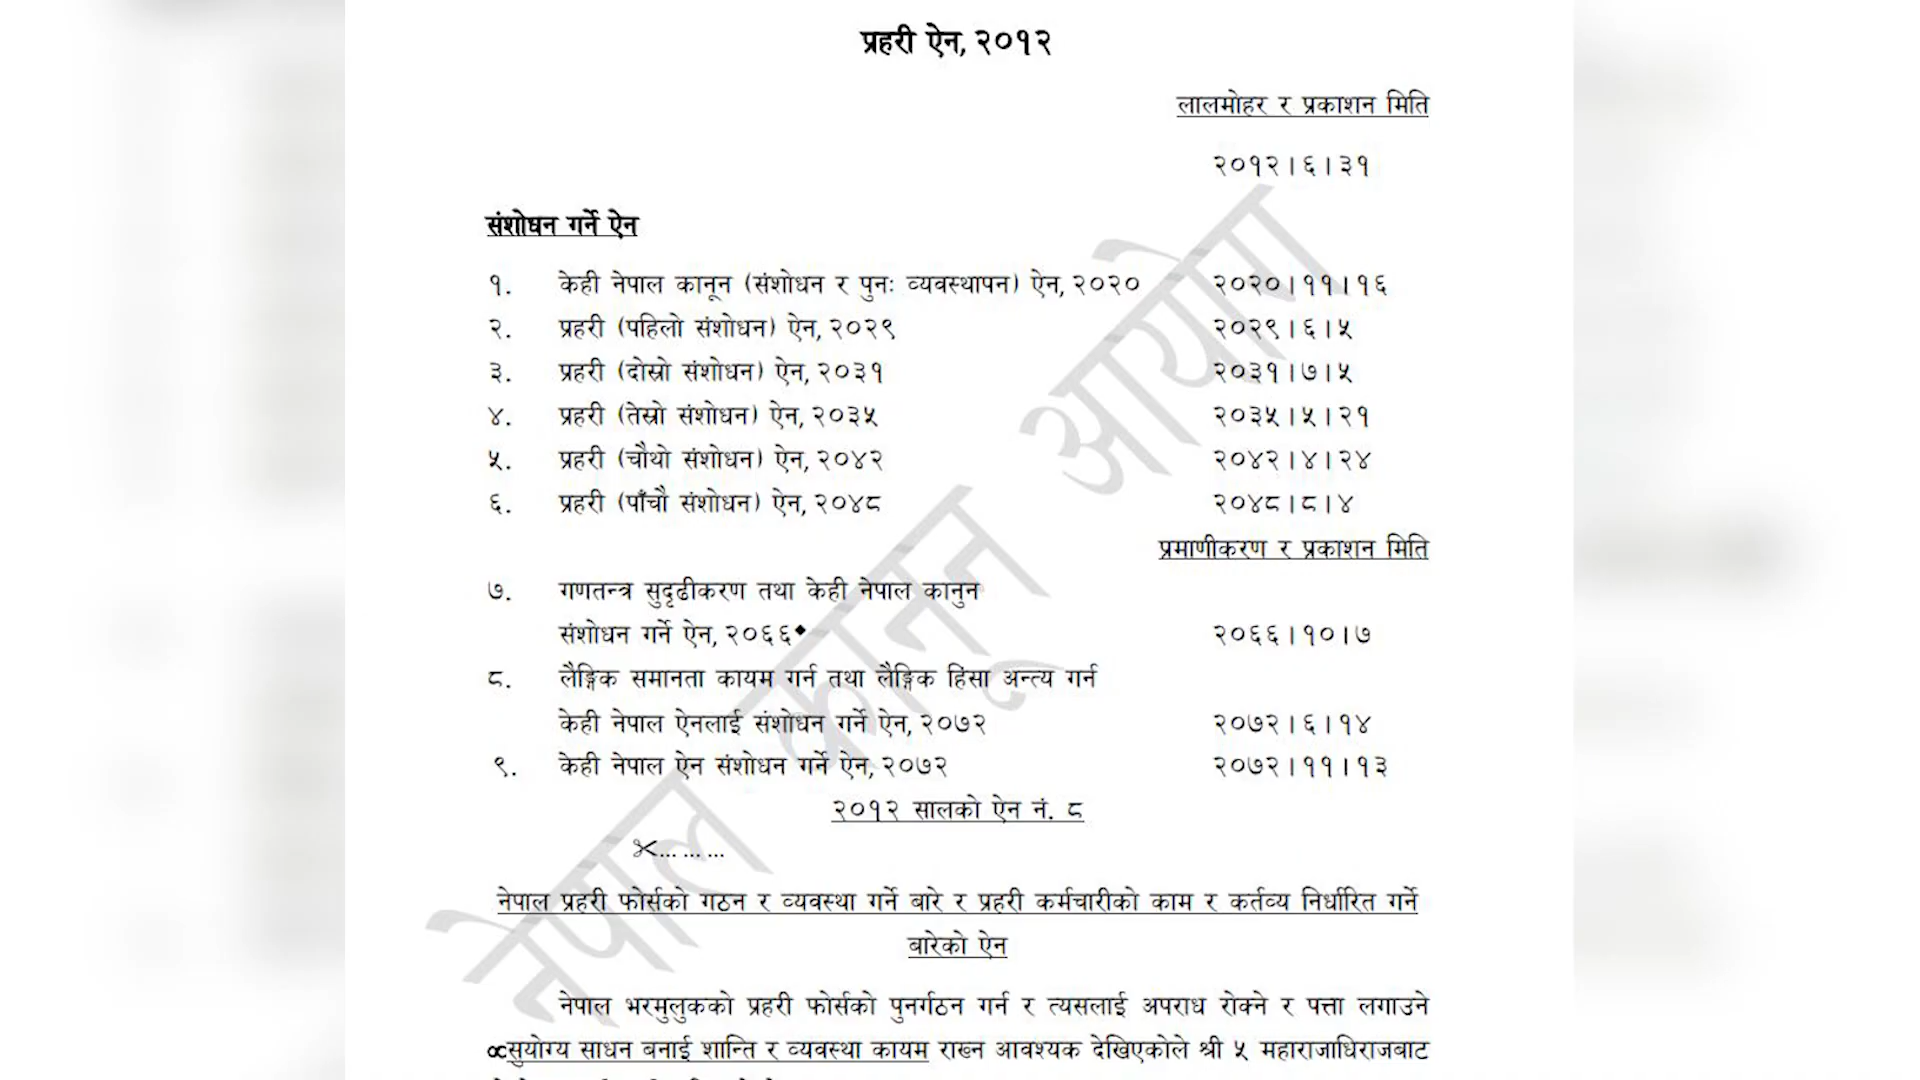 प्रहरी ऐन, २०१२
लालमोहर र प्रकाशन मिति
२०१२।६।३१
संशोधन गर्ने ऐन
१. केही नेपाल कानून (संशोधन र पुनः व्यवस्थापन) ऐन, २०२० २०२०।११।१६
२. प्रहरी (पहिलो संशोधन) ऐन, २०२९ २०२९।६।५
३. प्रहरी (दोस्रो संशोधन) ऐन, २०३१ २०३१।७।५
४. प्रहरी (तेस्रो संशोधन) ऐन, २०३५ २०३५।५।२१
५. प्रहरी (चौथो संशोधन) ऐन, २०४२ २०४२।४।२४
६. प्रहरी (पाँचौ संशोधन) ऐन, २०४८ २०४८।८।४
प्रमाणीकरण र प्रकाशन मिति
७. गणतन्त्र सुदृढीकरण तथा केही नेपाल कानुन
संशोधन गर्ने ऐन, २०६६◆ २०६६।१०।७
८. लैङ्गिक समानता कायम गर्न तथा लैङ्गिक हिंसा अन्त्य गर्न
केही नेपाल ऐनलाई संशोधन गर्ने ऐन, २०७२ २०७२।६।१४
९. केही नेपाल ऐन संशोधन गर्ने ऐन, २०७२ २०७२।११।१३
२०१२ सालको ऐन नं. ८
✂... ... ...
नेपाल प्रहरी फोर्सको गठन र व्यवस्था गर्ने बारे र प्रहरी कर्मचारीको काम र कर्तव्य निर्धारित गर्ने
बारेको ऐन
नेपाल भरमुलुकको प्रहरी फोर्सको पुनर्गठन गर्न र त्यसलाई अपराध रोक्ने र पत्ता लगाउने
∝सुयोग्य साधन बनाई शान्ति र व्यवस्था कायम राख्न आवश्यक देखिएकोले श्री ५ महाराजाधिराजबाट
नेपाल कानून आयोग